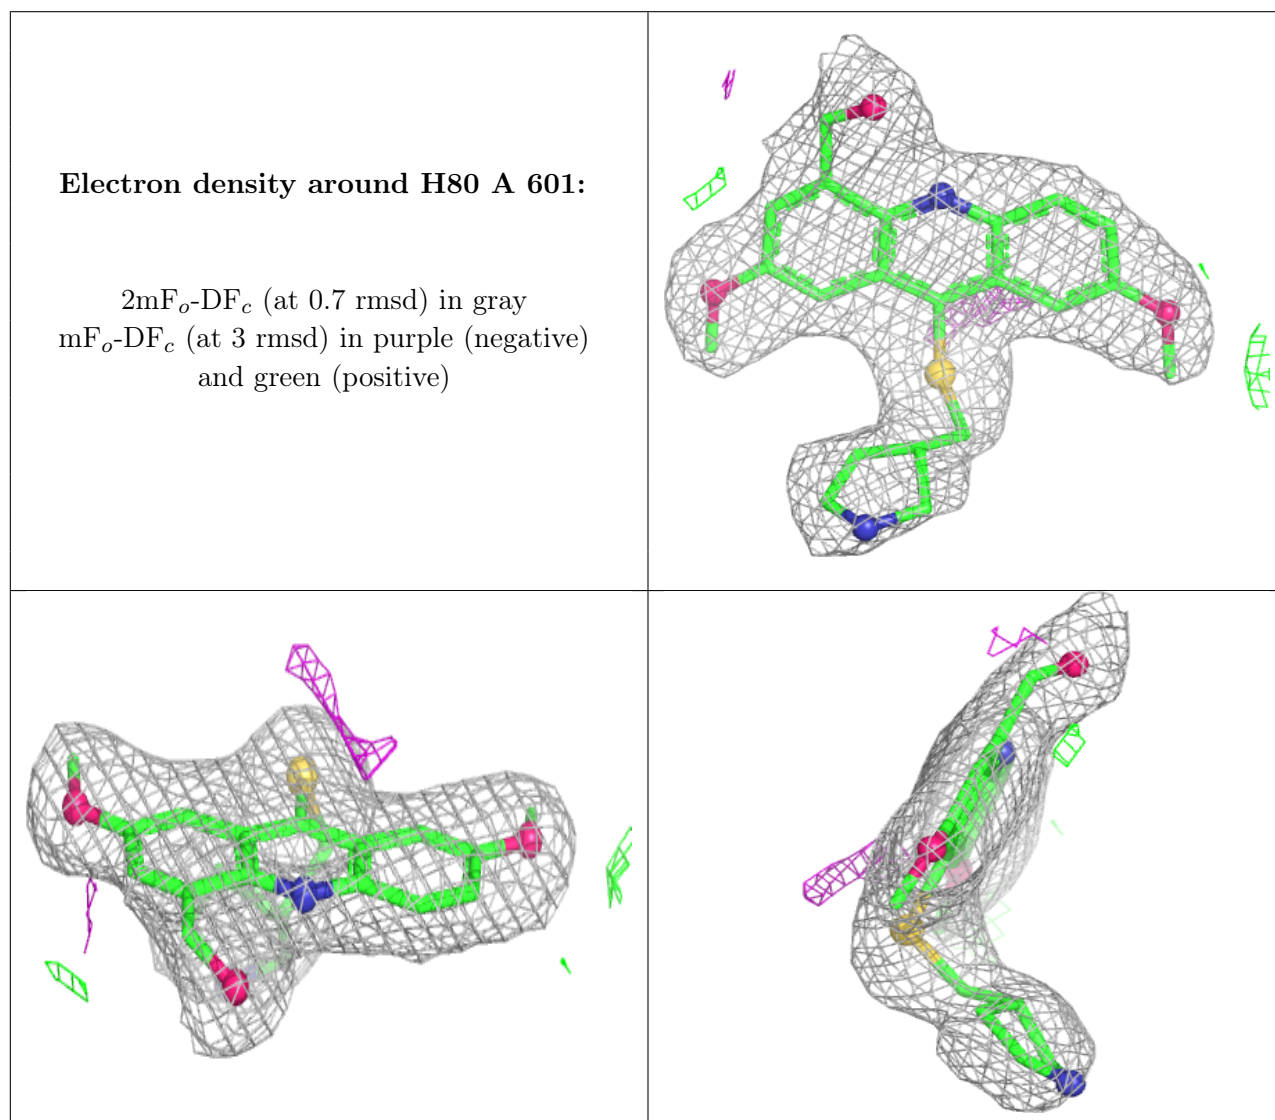 Electron density around H80 A 601:
2mFo-DFc (at 0.7 rmsd) in gray
mFo-DFc (at 3 rmsd) in purple (negative)
and green (positive)